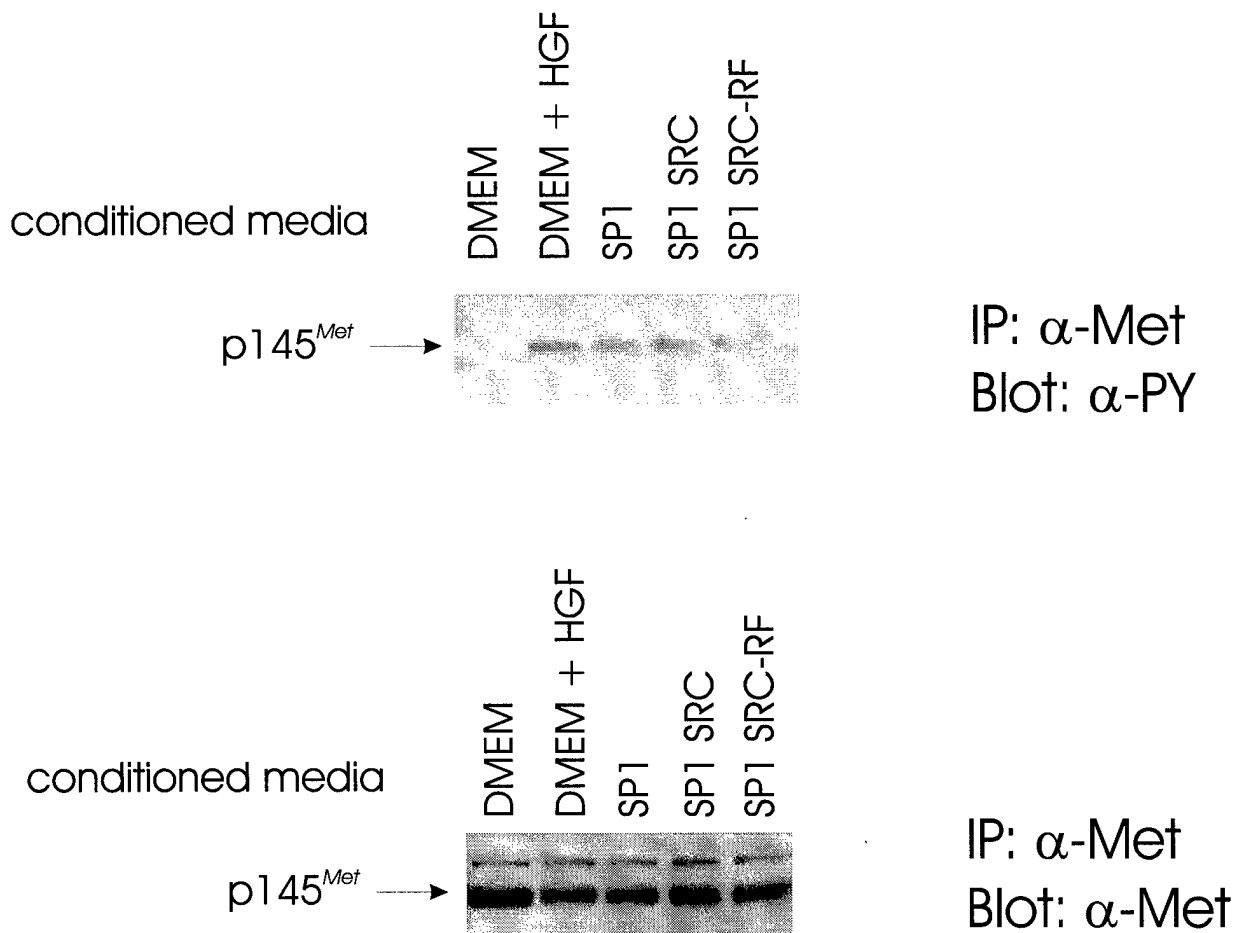 DMEM
DMEM + HGF
SP1
SP1 SRC
SP1 SRC-RF
conditioned media
p145Met
IP: α-Met
Blot: α-PY
DMEM
DMEM + HGF
SP1
SP1 SRC
SP1 SRC-RF
conditioned media
p145Met
IP: α-Met
Blot: α-Met